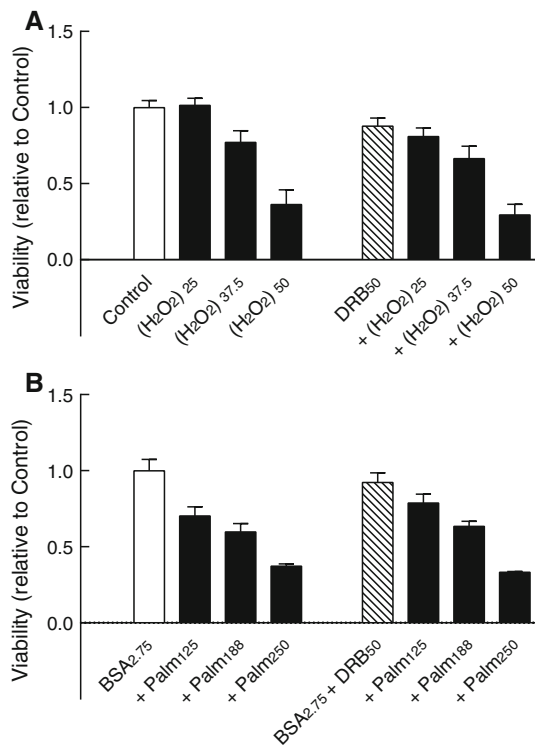 A
Viability (relative to Control)
1.5
1.0
0.5
0.0
Control
(H2O2) 25
(H2O2) 37.5
(H2O2) 50
DRB50
+ (H2O2) 25
+ (H2O2) 37.5
+ (H2O2) 50
B
Viability (relative to Control)
1.5
1.0
0.5
0.0
BSA2.75
+ Palm125
+ Palm188
+ Palm250
BSA2.75 + DRB50
+ Palm125
+ Palm188
+ Palm250